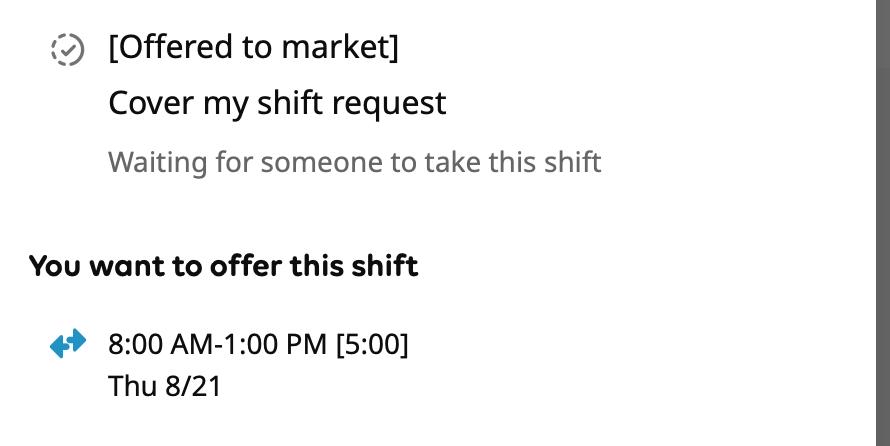 [Offered to market]
Cover my shift request
Waiting for someone to take this shift
You want to offer this shift
8:00 AM-1:00 PM [5:00]
Thu 8/21